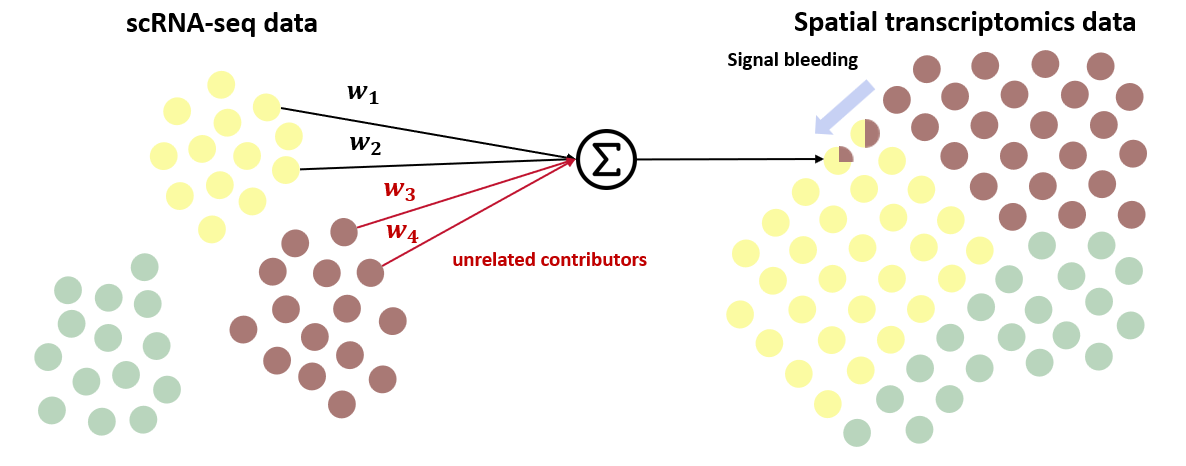 scRNA-seq data
Spatial transcriptomics data
Signal bleeding
w1
w2
Σ
w3
w4
unrelated contributors